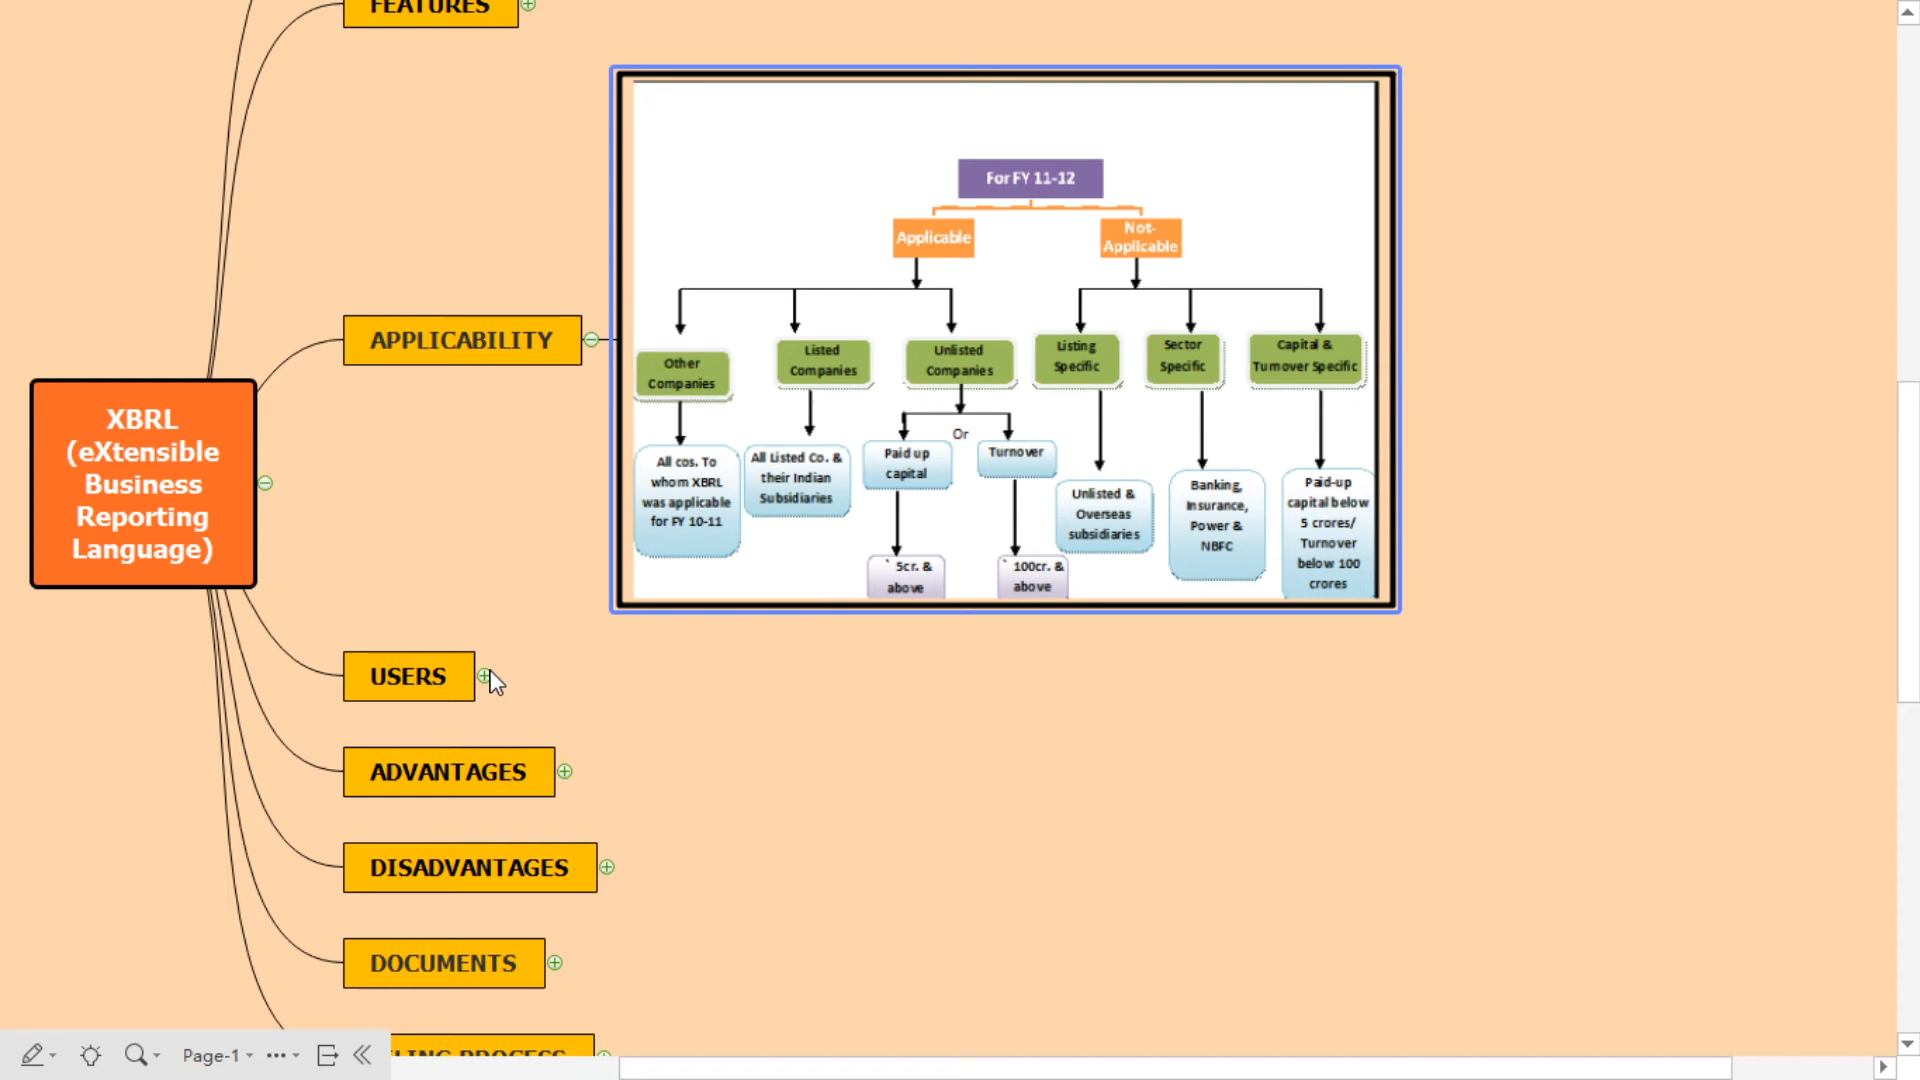 FEATURES
For FY 11-12
Applicable
Not-
Applicable
APPLICABILITY
Other
Companies
Listed
Companies
Unlisted
Companies
Listing
Specific
Sector
Specific
Capital &
Turnover Specific
Or
All cos. To
whom XBRL
was applicable
for FY 10-11
All Listed Co. &
their Indian
Subsidiaries
Paid up
capital
Turnover
Unlisted &
Overseas
subsidiaries
Banking,
Insurance,
Power &
NBFC
Paid-up
capital below
5 crores/
Turnover
below 100
crores
` 5cr. &
above
` 100cr. &
above
XBRL
(eXtensible
Business
Reporting
Language)
USERS
ADVANTAGES
DISADVANTAGES
DOCUMENTS
LING PROCESS
Page-1